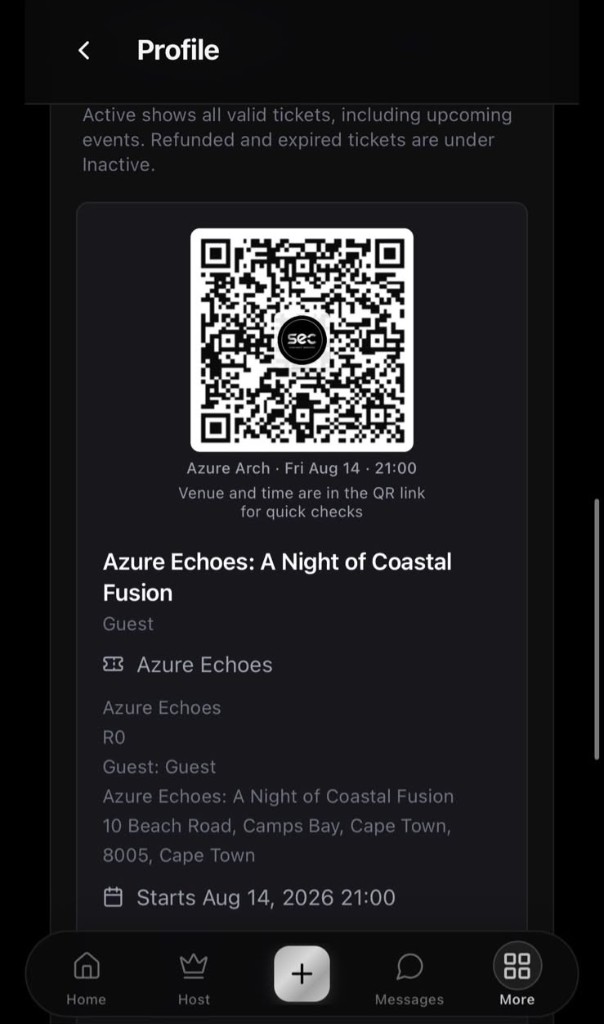 Profile
Active shows all valid tickets, including upcoming
events. Refunded and expired tickets are under
Inactive.
sec
Azure Arch · Fri Aug 14 · 21:00
Venue and time are in the QR link
for quick checks
Azure Echoes: A Night of Coastal
Fusion
Guest
Azure Echoes
Azure Echoes
R0
Guest: Guest
Azure Echoes: A Night of Coastal Fusion
10 Beach Road, Camps Bay, Cape Town,
8005, Cape Town
Starts Aug 14, 2026 21:00
Home
Host
Messages
More